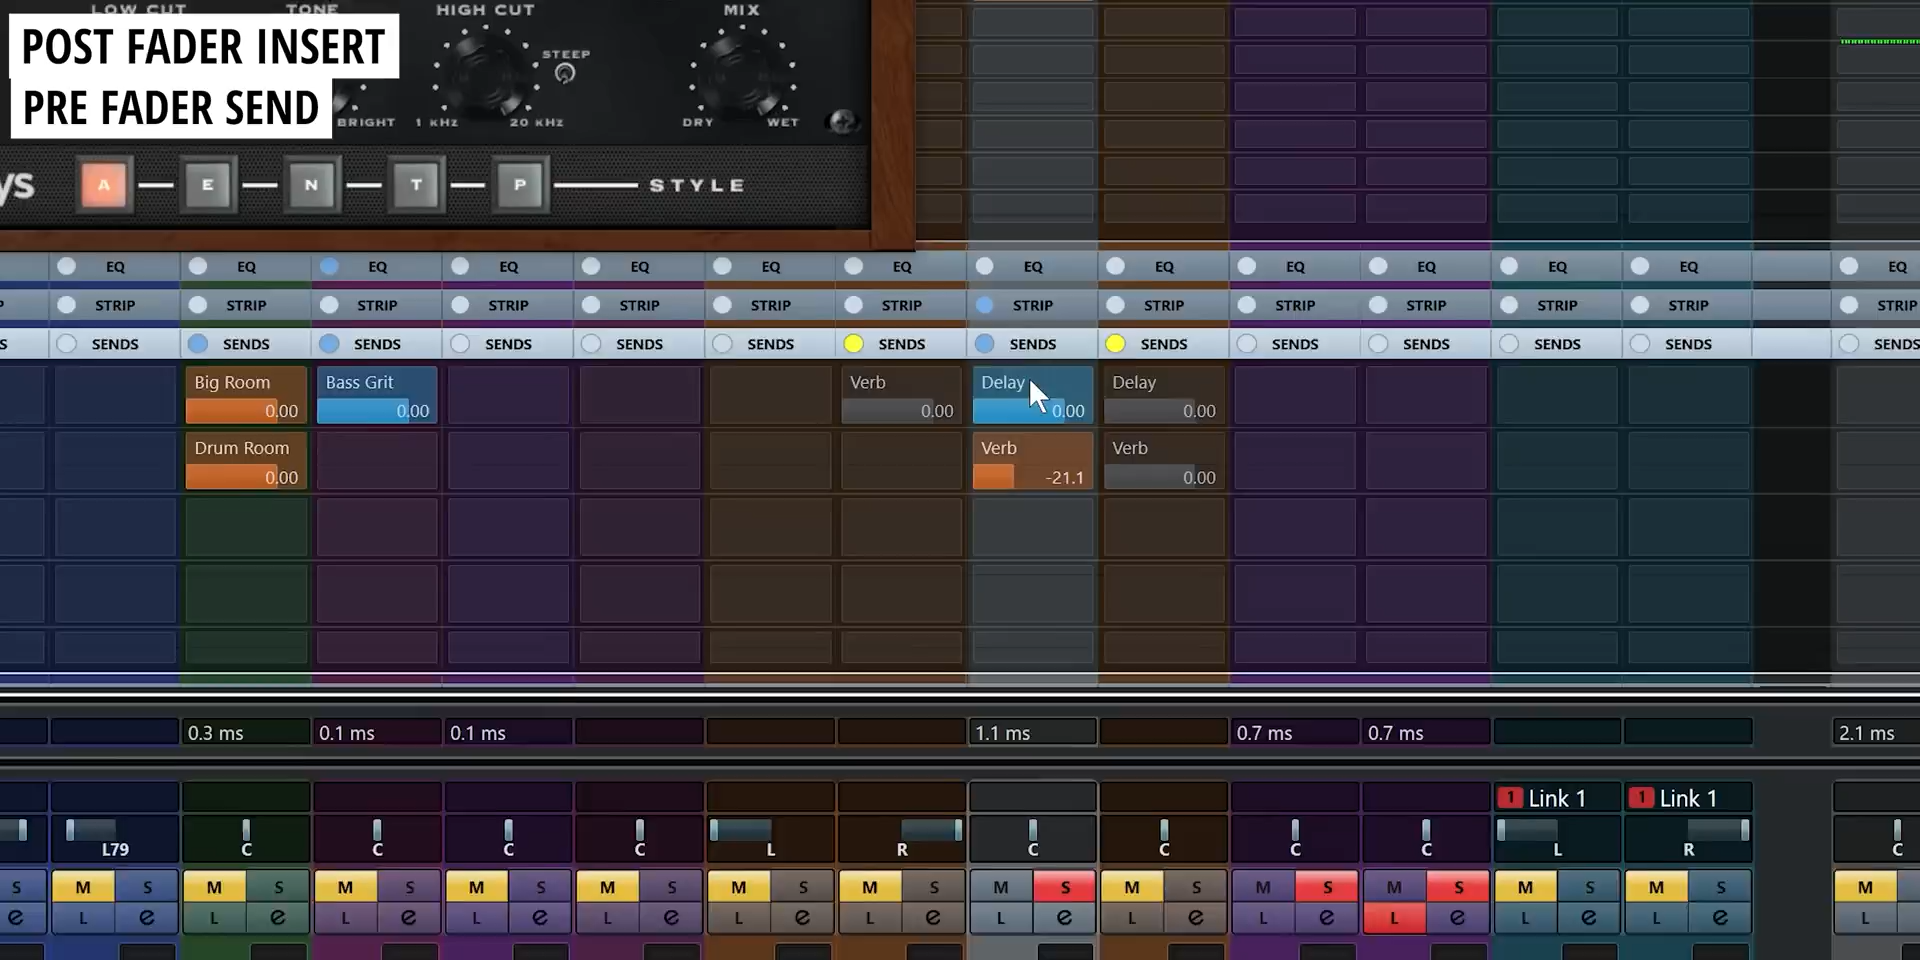 LOW CUT TONE HIGH CUT MIX
POST FADER INSERT
PRE FADER SEND
STEEP
BRIGHT 1 KHZ 20 KHZ DRY WET
A E N T P STYLE
EQ EQ EQ EQ EQ EQ EQ EQ EQ EQ EQ EQ EQ EQ
STRIP STRIP STRIP STRIP STRIP STRIP STRIP STRIP STRIP STRIP STRIP STRIP STRIP STRIP
SENDS SENDS SENDS SENDS SENDS SENDS SENDS SENDS SENDS SENDS SENDS SENDS SENDS SENDS
Big Room Bass Grit Verb Delay Delay
0.00 0.00 0.00 0.00 0.00
Drum Room Verb Verb
0.00 -21.1 0.00
0.3 ms 0.1 ms 0.1 ms 1.1 ms 0.7 ms 0.7 ms 2.1 ms
1 Link 1 1 Link 1
L79 C C C C L R C C C C L R C
S M S M S M S M S M S M S M S M S M S M S M S M S M S M
e L e L e L e L e L e L e L e L e L e L e L e L e L e L